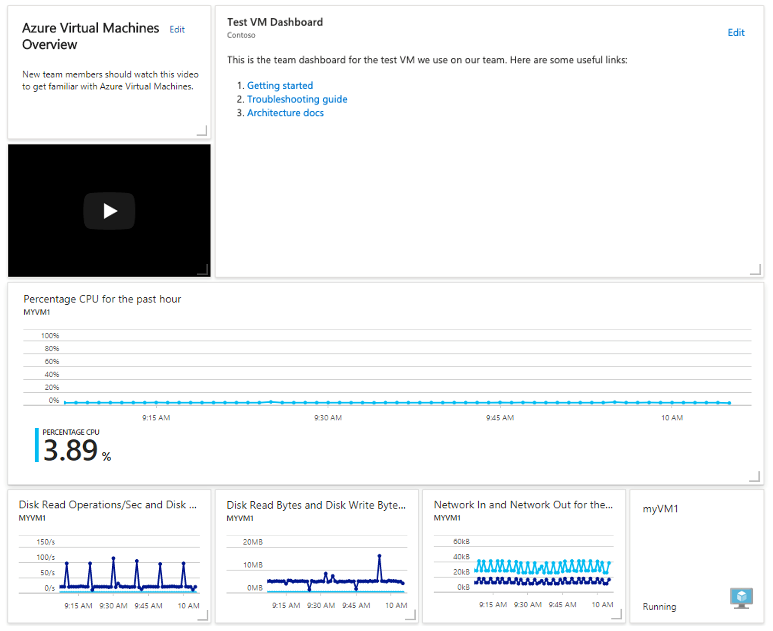 Azure Virtual Machines Edit
Overview
New team members should watch this video
to get familiar with Azure Virtual Machines.
Test VM Dashboard
Contoso
Edit
This is the team dashboard for the test VM we use on our team. Here are some useful links:
1. Getting started
2. Troubleshooting guide
3. Architecture docs
Percentage CPU for the past hour
MYVM1
100%
80%
60%
40%
20%
0%
9:15 AM 9:30 AM 9:45 AM 10 AM
PERCENTAGE CPU
3.89 %
Disk Read Operations/Sec and Disk ...
MYVM1
150/s
100/s
50/s
0/s
9:15 AM 9:30 AM 9:45 AM 10 AM
Disk Read Bytes and Disk Write Byte...
MYVM1
20MB
10MB
0MB
9:15 AM 9:30 AM 9:45 AM 10 AM
Network In and Network Out for the...
MYVM1
60kB
40kB
20kB
0kB
9:15 AM 9:30 AM 9:45 AM 10 AM
myVM1
Running